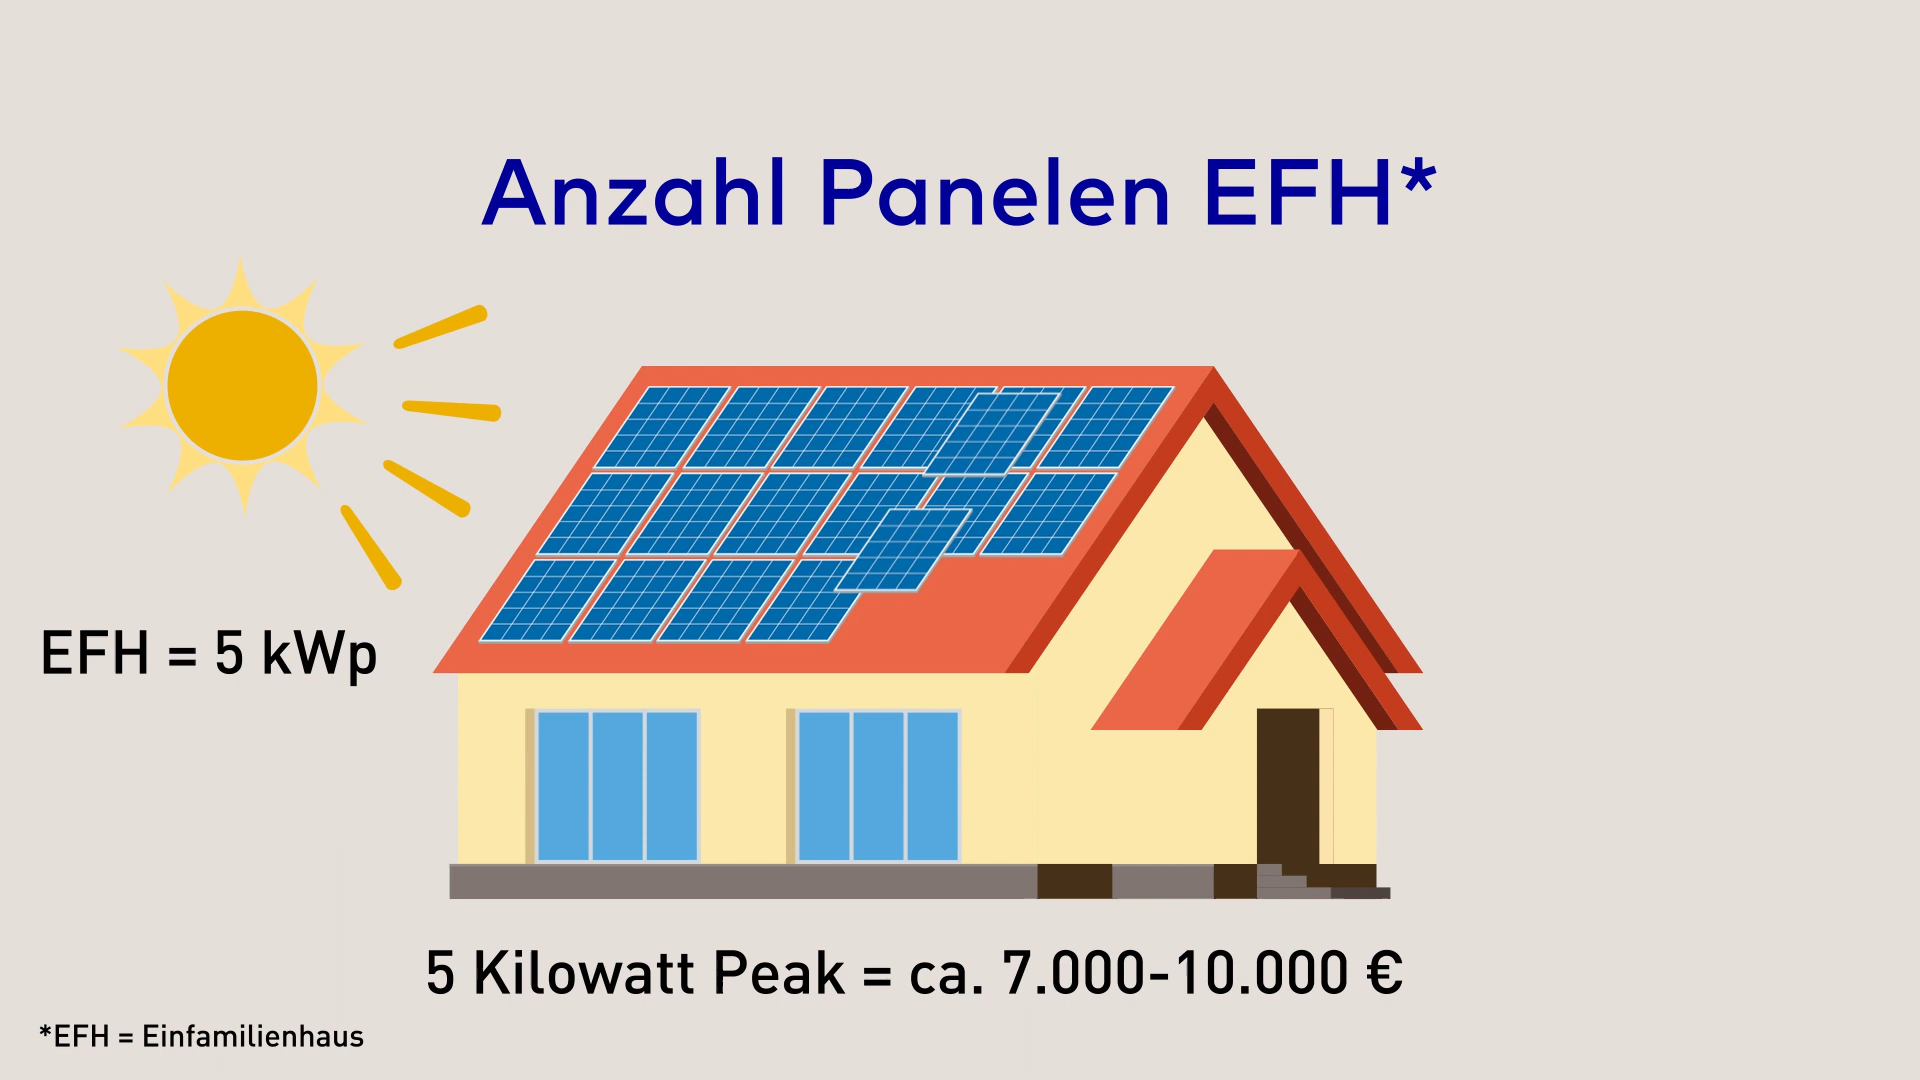 Anzahl Panelen EFH*
EFH = 5 kWp
5 Kilowatt Peak = ca. 7.000-10.000 €
*EFH = Einfamilienhaus